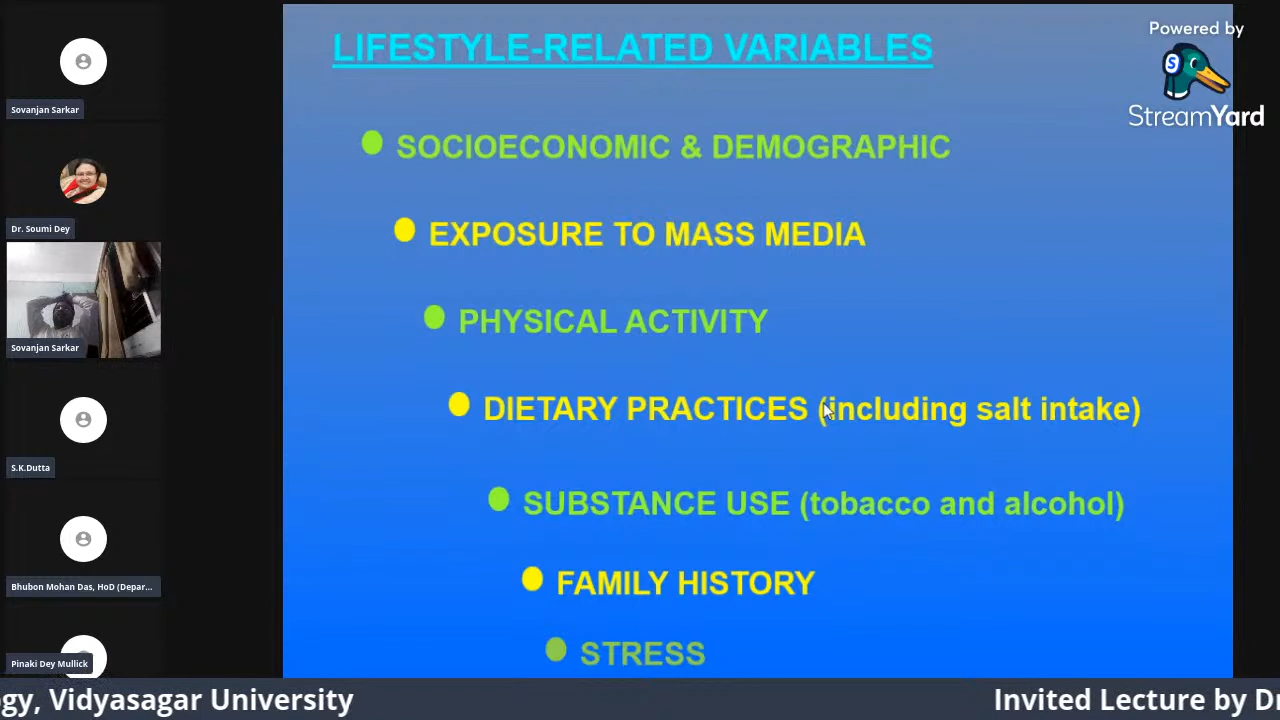 LIFESTYLE-RELATED VARIABLES
Powered by
StreamYard
SOCIOECONOMIC & DEMOGRAPHIC
EXPOSURE TO MASS MEDIA
PHYSICAL ACTIVITY
DIETARY PRACTICES (including salt intake)
SUBSTANCE USE (tobacco and alcohol)
FAMILY HISTORY
STRESS
Sovanjan Sarkar
Dr. Soumi Dey
Sovanjan Sarkar
S.K.Dutta
Bhubon Mohan Das, HoD (Depar...
Pinaki Dey Mullick
gy, Vidyasagar University
Invited Lecture by D